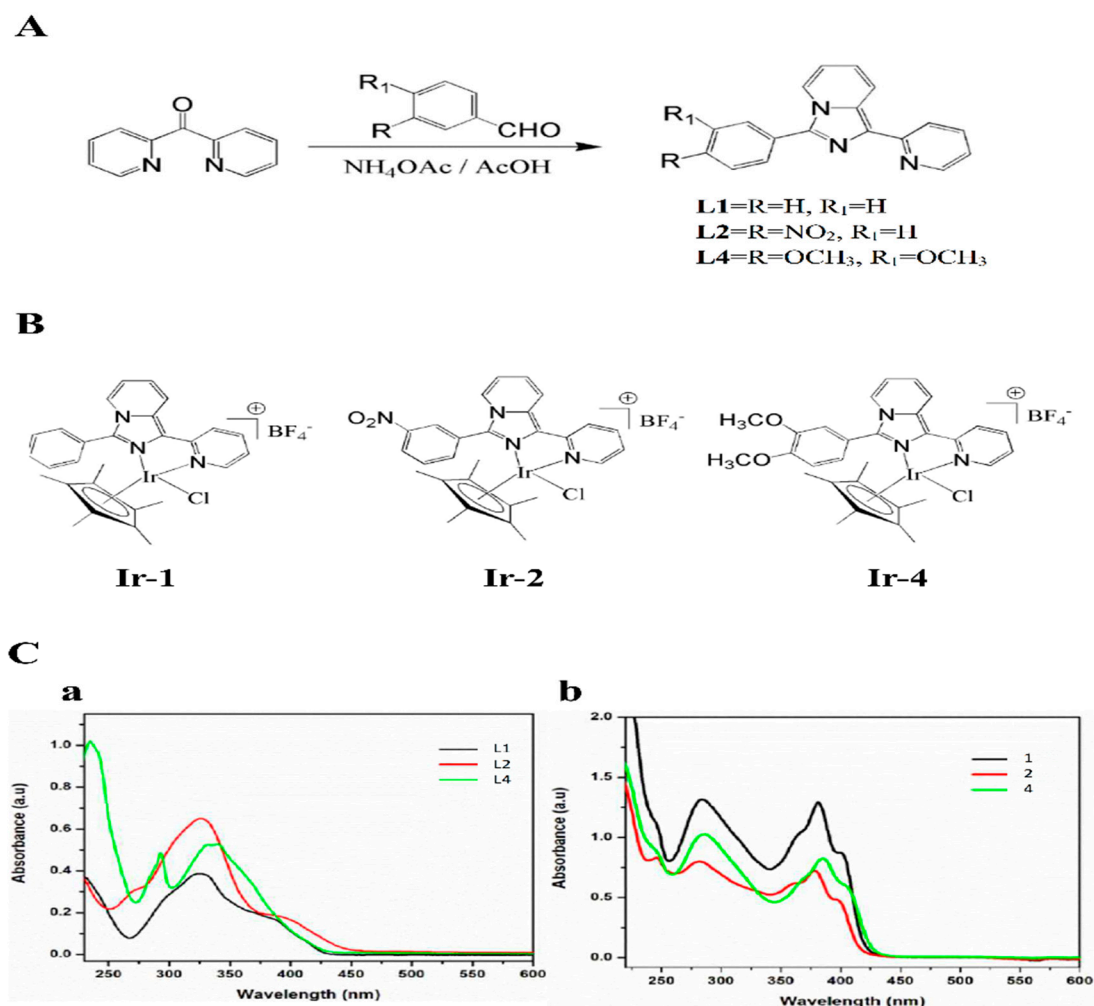 A
O
N
N
R₁
R
CHO
NH₄OAc / AcOH
R₁
R
N
N
N
L1=R=H, R₁=H
L2=R=NO₂, R₁=H
L4=R=OCH₃, R₁=OCH₃
B
N
N
N
Ir
Cl
+
BF₄⁻
Ir-1
O₂N
N
N
N
Ir
Cl
+
BF₄⁻
Ir-2
H₃CO
H₃CO
N
N
N
Ir
Cl
+
BF₄⁻
Ir-4
C
a
Absorbance (a.u)
1.0
0.8
0.6
0.4
0.2
0.0
250 300 350 400 450 500 550 600
Wavelength (nm)
L1
L2
L4
b
Absorbance (a.u)
2.0
1.5
1.0
0.5
0.0
250 300 350 400 450 500 550 600
Wavelength (nm)
1
2
4